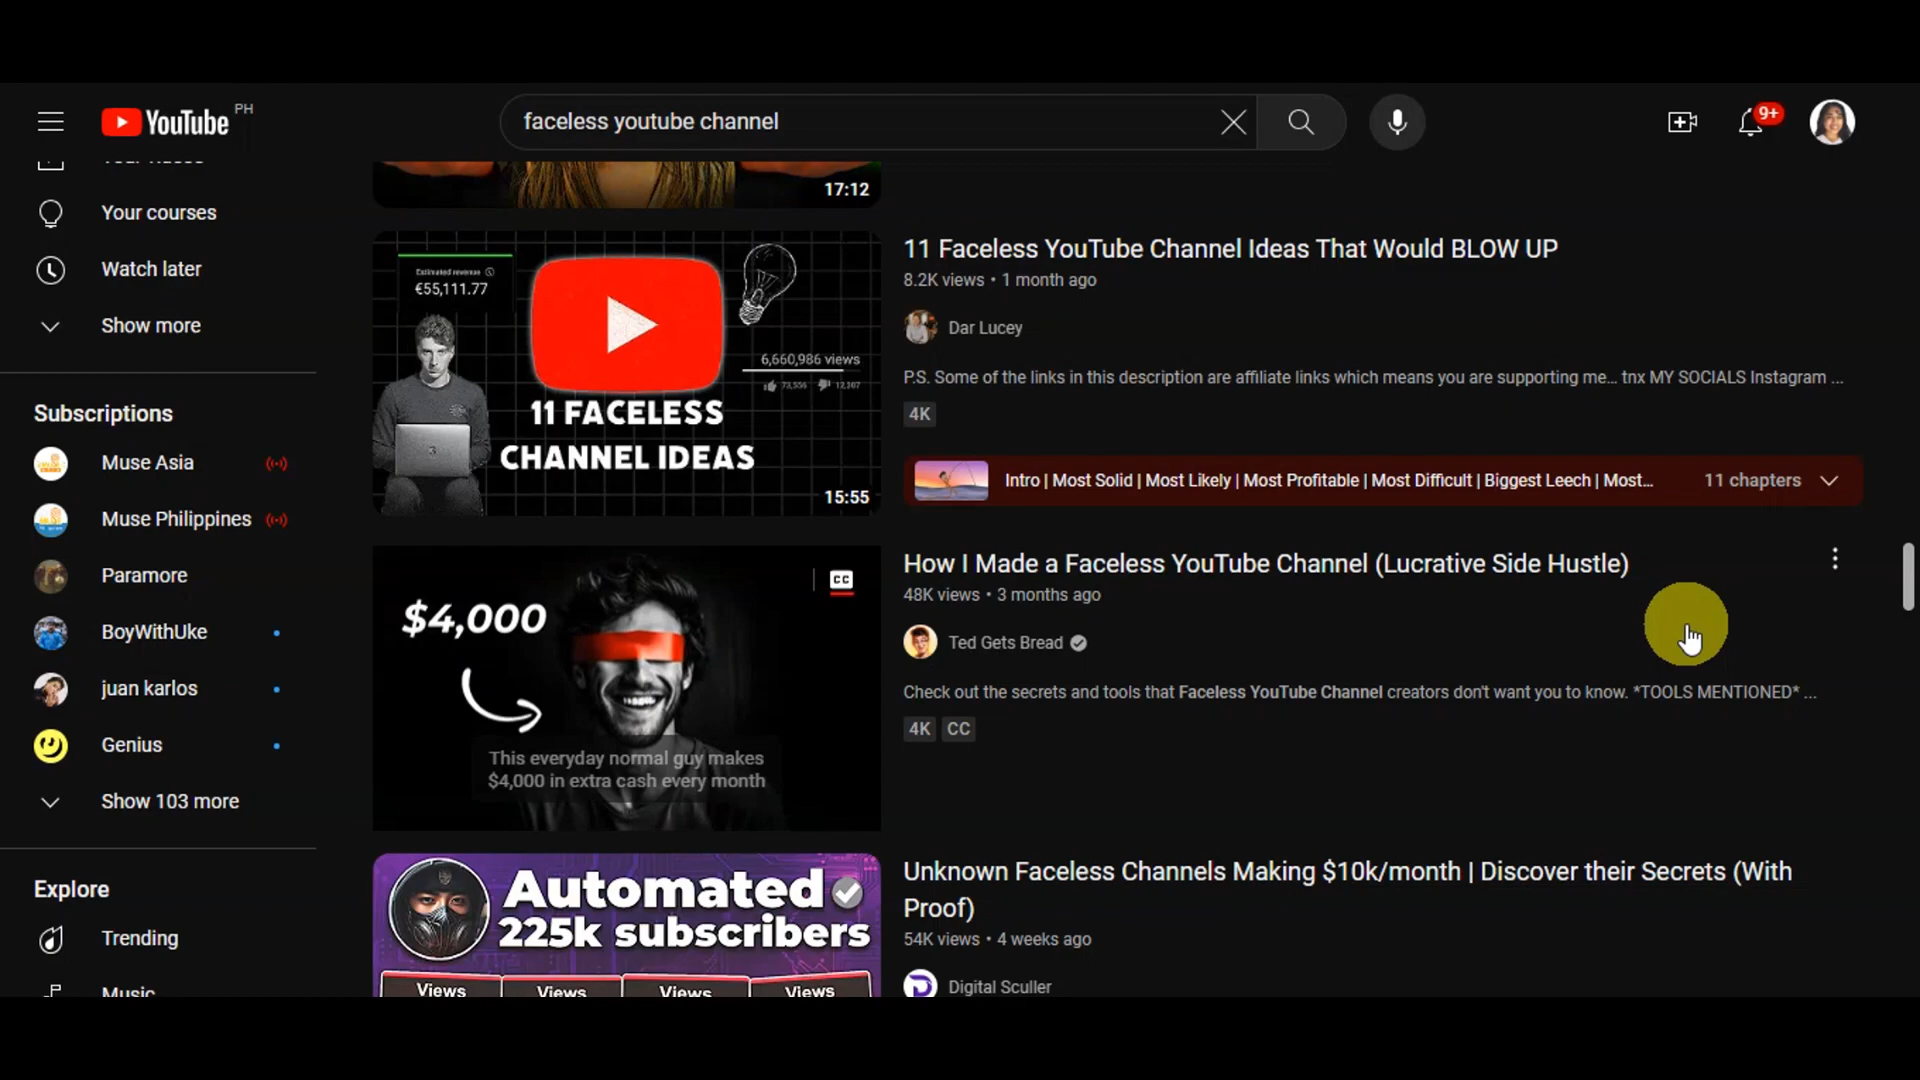 YouTube PH
faceless youtube channel
9+
Your courses
Watch later
Show more
Subscriptions
Muse Asia
Muse Philippines
Paramore
BoyWithUke
juan karlos
Genius
Show 103 more
Explore
Trending
Music
17:12
Estimated revenue
€55,111.77
6,660,986 views
11 FACELESS
CHANNEL IDEAS
15:55
11 Faceless YouTube Channel Ideas That Would BLOW UP
8.2K views • 1 month ago
Dar Lucey
P.S. Some of the links in this description are affiliate links which means you are supporting me... tnx MY SOCIALS Instagram ...
4K
Intro | Most Solid | Most Likely | Most Profitable | Most Difficult | Biggest Leech | Most...
11 chapters
CC
$4,000
This everyday normal guy makes
$4,000 in extra cash every month
How I Made a Faceless YouTube Channel (Lucrative Side Hustle)
48K views • 3 months ago
Ted Gets Bread
Check out the secrets and tools that Faceless YouTube Channel creators don't want you to know. *TOOLS MENTIONED* ...
4K CC
Automated
225k subscribers
Views Views Views Views
Unknown Faceless Channels Making $10k/month | Discover their Secrets (With
Proof)
54K views • 4 weeks ago
Digital Sculler